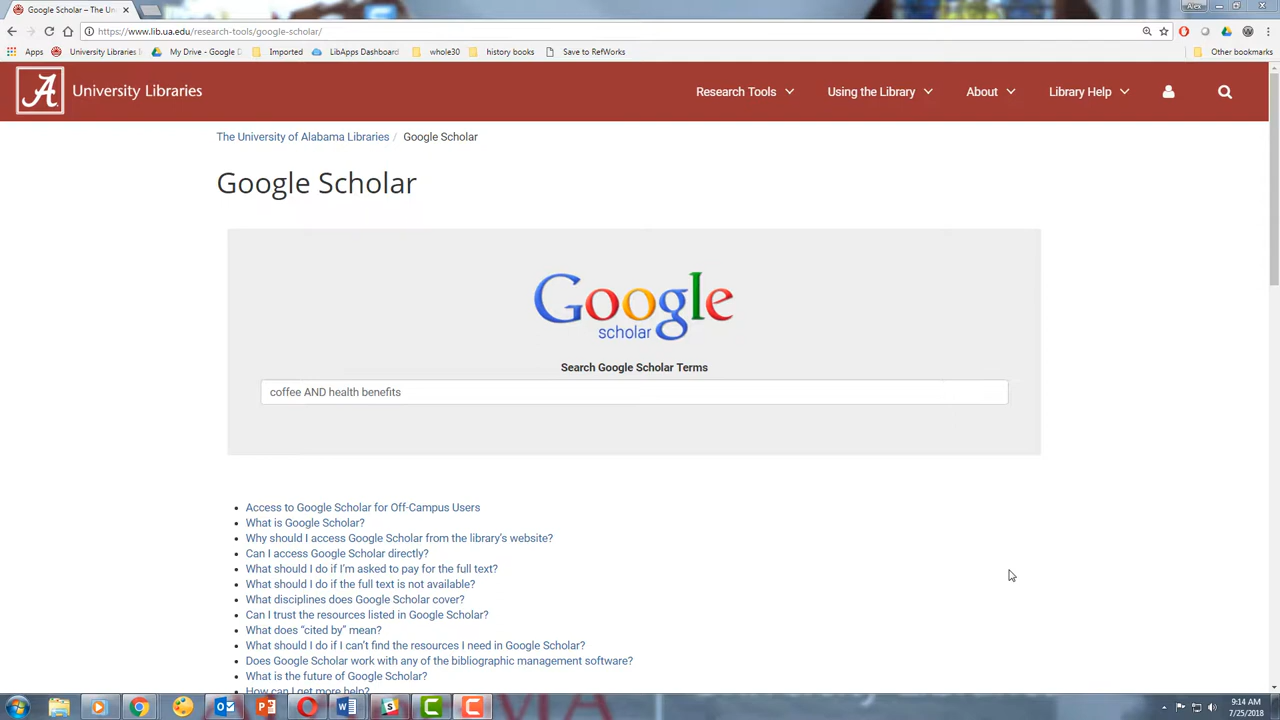 Google Scholar – The Un
Alex
https://www.lib.ua.edu/research-tools/google-scholar/
Apps University Libraries My Drive - Google D Imported LibApps Dashboard whole30 history books Save to RefWorks Other bookmarks
A University Libraries Research Tools Using the Library About Library Help
The University of Alabama Libraries / Google Scholar
Google Scholar
Google
scholar
Search Google Scholar Terms
coffee AND health benefits
Access to Google Scholar for Off-Campus Users
What is Google Scholar?
Why should I access Google Scholar from the library's website?
Can I access Google Scholar directly?
What should I do if I'm asked to pay for the full text?
What should I do if the full text is not available?
What disciplines does Google Scholar cover?
Can I trust the resources listed in Google Scholar?
What does “cited by” mean?
What should I do if I can't find the resources I need in Google Scholar?
Does Google Scholar work with any of the bibliographic management software?
What is the future of Google Scholar?
How can I get more help?
9:14 AM
7/25/2018